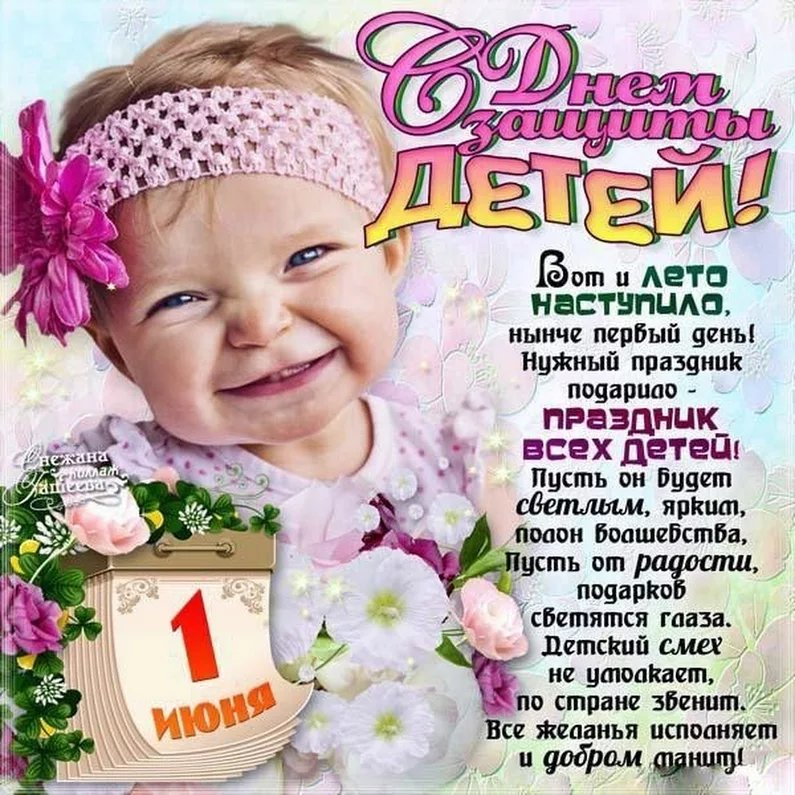 С Днем
защиты
ДЕТЕЙ!
Вот и лето
наступило,
нынче первый день!
Нужный праздник
подарило -
праздник
всех детей!
Пусть он будет
светлым, ярким,
полон волшебства,
Пусть от радости,
подарков
светятся глаза.
Детский смех
не умолкает,
по стране звенит.
Все желанья исполняет
и добром манит!
Снежана
Гашеева
1
ИЮНЯ